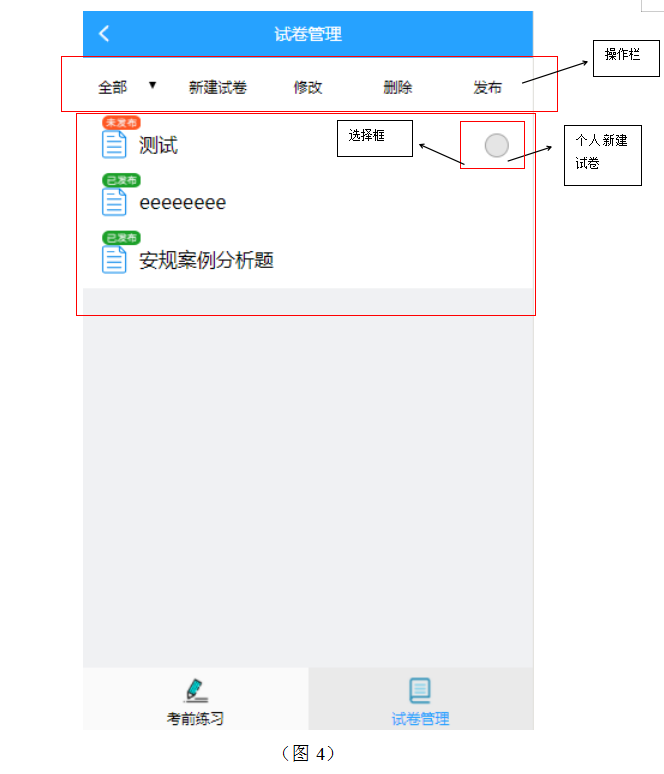 试卷管理
操作栏
全部 ▼ 新建试卷 修改 删除 发布
未发布
测试
选择框
个人新建
试卷
已发布
eeeeeeee
已发布
安规案例分析题
考前练习
试卷管理
（图 4）